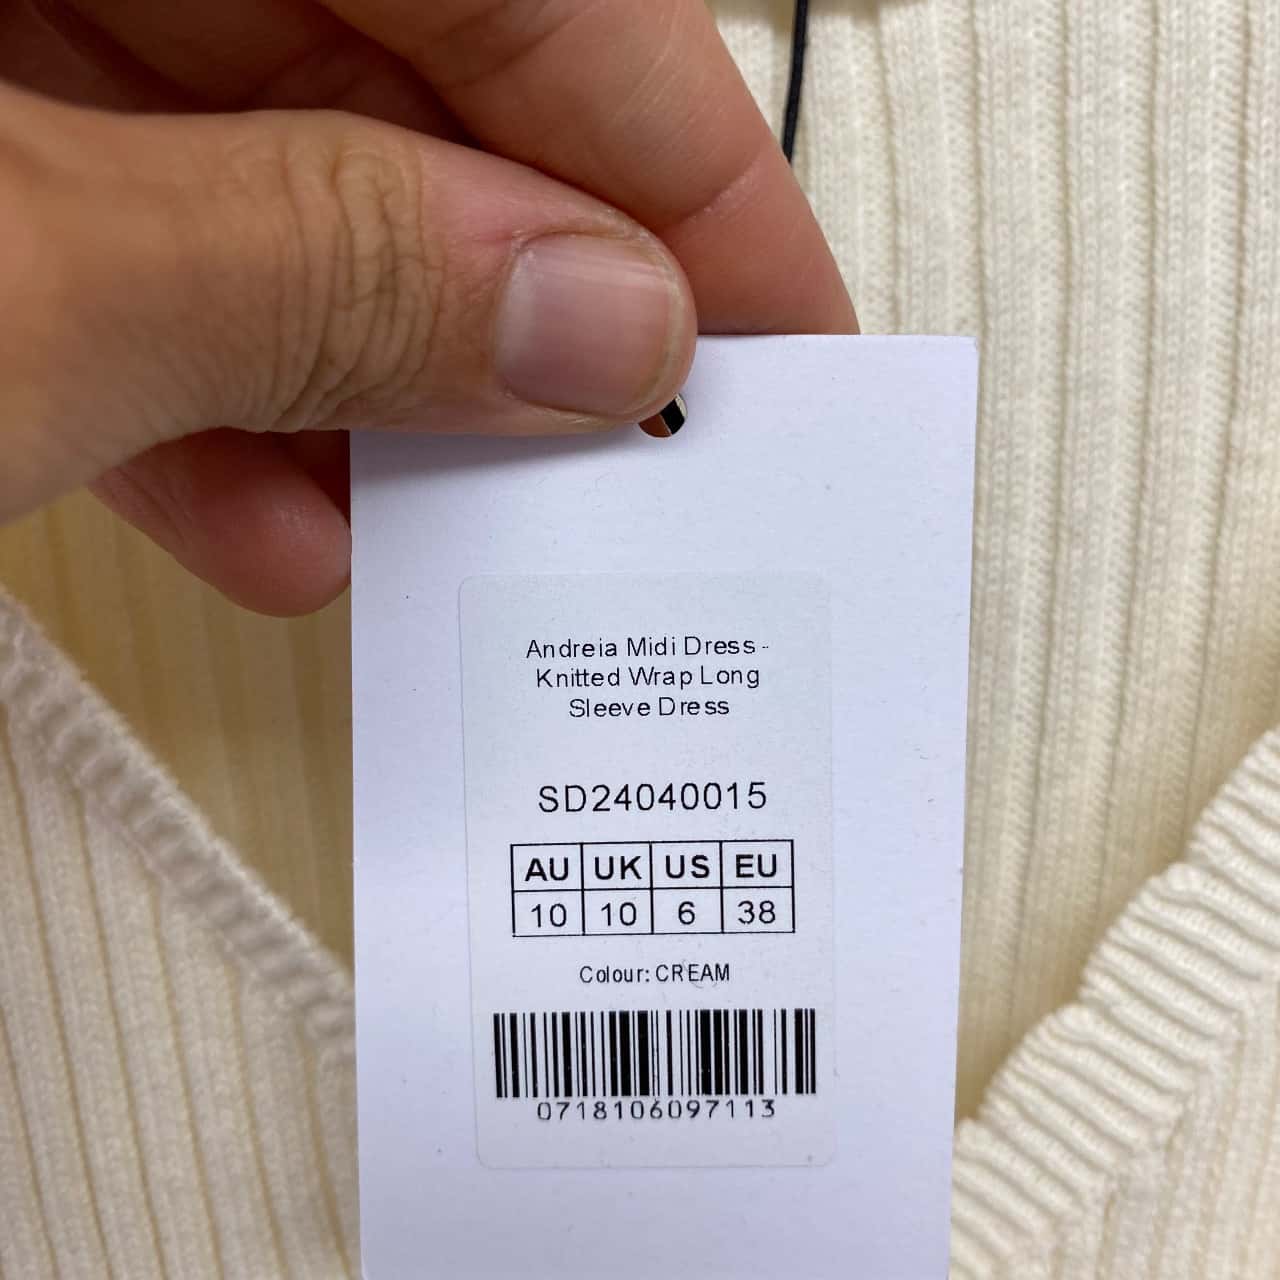 Andreia Midi Dress -
Knitted Wrap Long
Sleeve Dress
SD24040015
AU UK US EU
10 10 6 38
Colour: CREAM
0718106097113